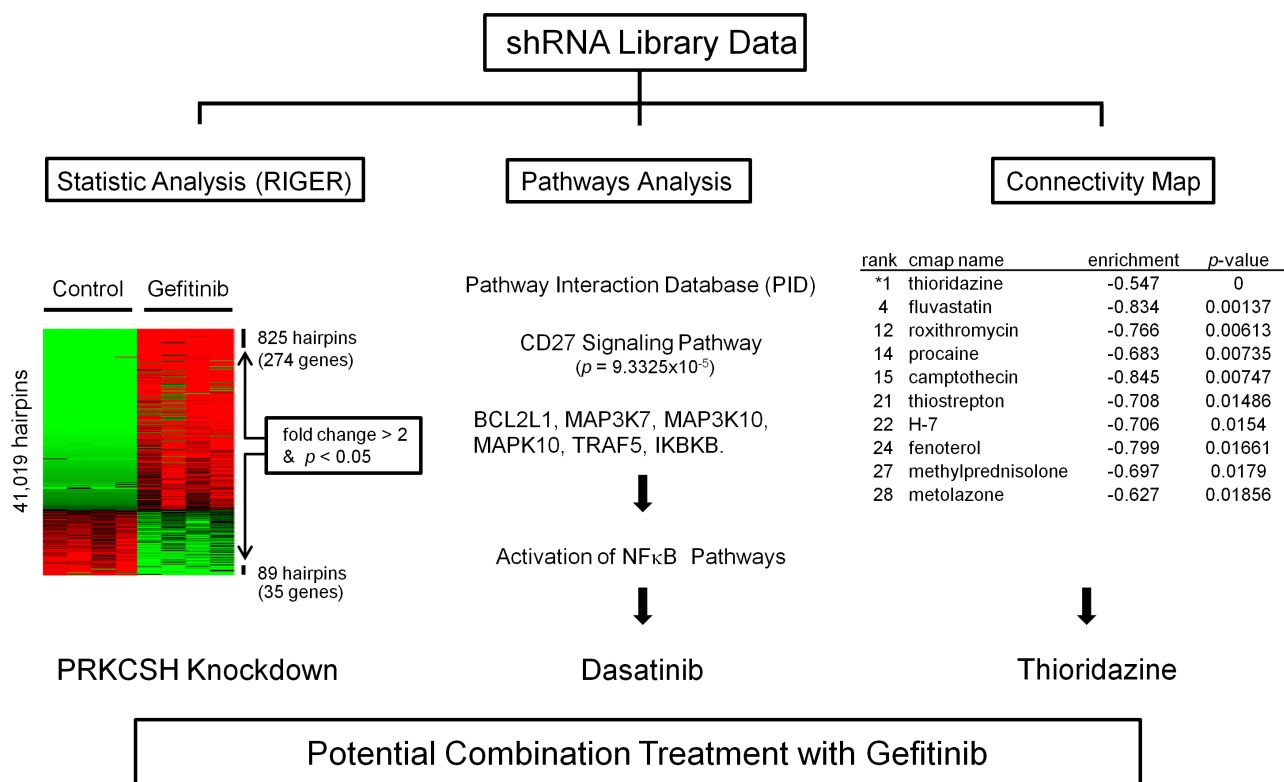 shRNA Library Data
Statistic Analysis (RIGER)
Pathways Analysis
Connectivity Map
Control Gefitinib
41,019 hairpins
825 hairpins
(274 genes)
fold change > 2
& p < 0.05
89 hairpins
(35 genes)
PRKCSH Knockdown
Pathway Interaction Database (PID)
CD27 Signaling Pathway
(p = 9.3325x10⁻⁵)
BCL2L1, MAP3K7, MAP3K10,
MAPK10, TRAF5, IKBKB.
Activation of NFκB Pathways
Dasatinib
rank cmap name enrichment p-value
*1 thioridazine -0.547 0
4 fluvastatin -0.834 0.00137
12 roxithromycin -0.766 0.00613
14 procaine -0.683 0.00735
15 camptothecin -0.845 0.00747
21 thiostrepton -0.708 0.01486
22 H-7 -0.706 0.0154
24 fenoterol -0.799 0.01661
27 methylprednisolone -0.697 0.0179
28 metolazone -0.627 0.01856
Thioridazine
Potential Combination Treatment with Gefitinib